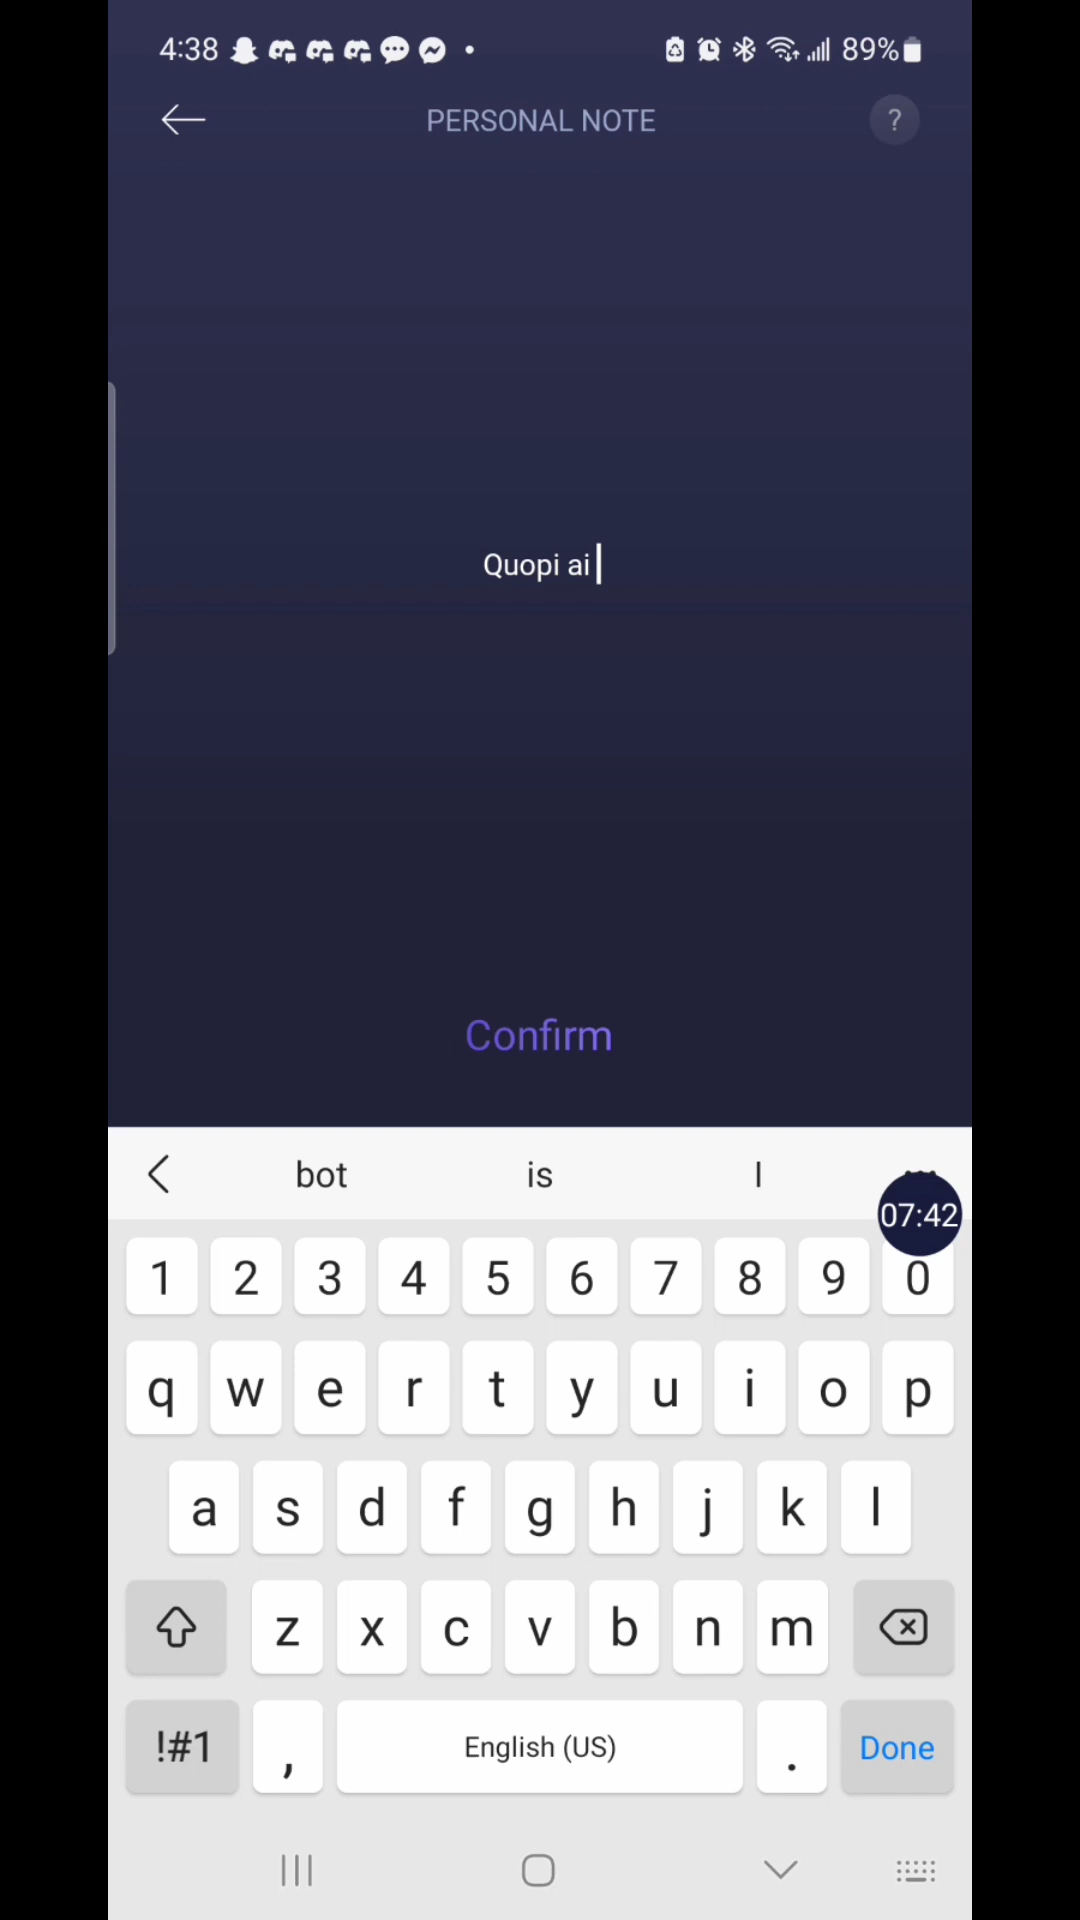 4:38 89%
PERSONAL NOTE ?
Quopi ai
Confirm
bot is I
07:42
1 2 3 4 5 6 7 8 9 0
q w e r t y u i o p
a s d f g h j k l
z x c v b n m
!#1 , English (US) . Done